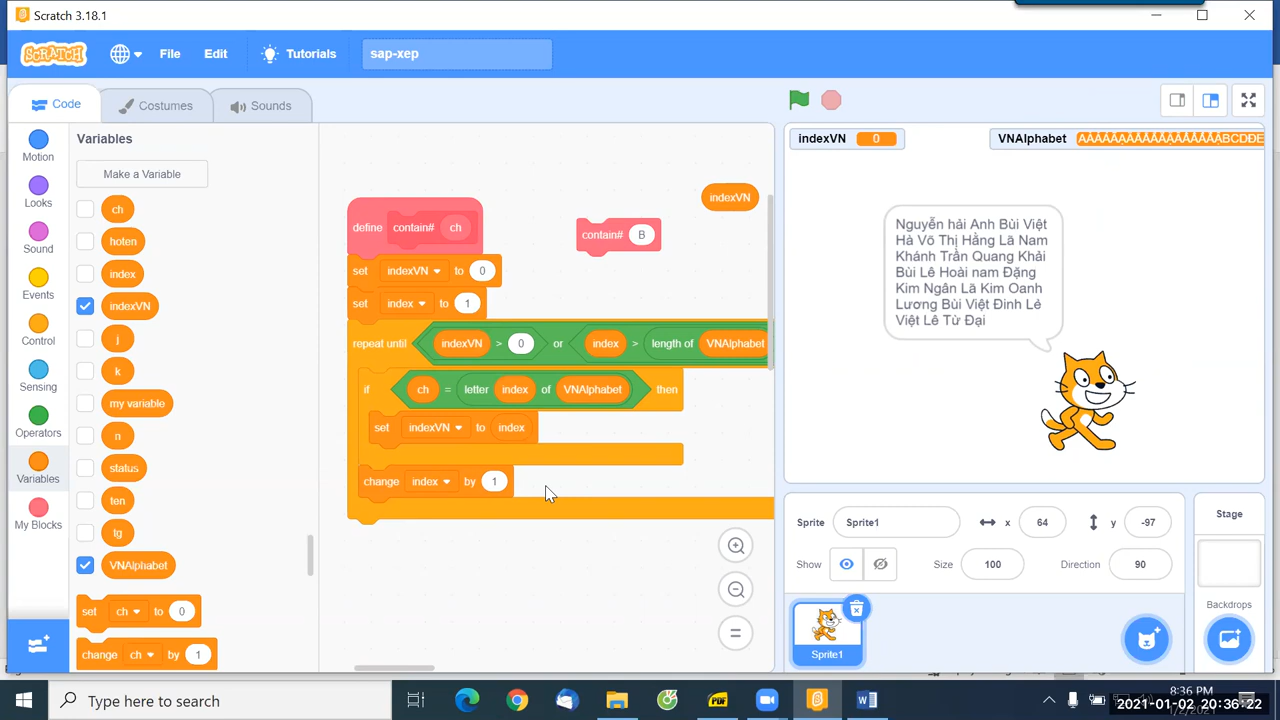 Scratch 3.18.1
SCRATCH
File
Edit
Tutorials
sap-xep
Code
Costumes
Sounds
Motion
Looks
Sound
Events
Control
Sensing
Operators
Variables
My Blocks
Variables
Make a Variable
ch
hoten
index
indexVN
j
k
my variable
n
status
ten
tg
VNAlphabet
set ch to 0
change ch by 1
define contain# ch
set indexVN to 0
set index to 1
repeat until indexVN > 0 or index > length of VNAlphabet
if ch = letter index of VNAlphabet then
set indexVN to index
change index by 1
contain# B
indexVN
indexVN 0
VNAlphabet
Nguyễn hải Anh Bùi Việt
Hà Võ Thị Hằng Lã Nam
Khánh Trần Quang Khải
Bùi Lê Hoài nam Đặng
Kim Ngân Lã Kim Oanh
Lương Bùi Việt Đinh Lê
Việt Lê Từ Đại
Sprite Sprite1 x 64 y -97
Show Size 100 Direction 90
Sprite1
Stage
Backdrops
Type here to search
PDF
8:36 PM
2021-01-02 20:36:22